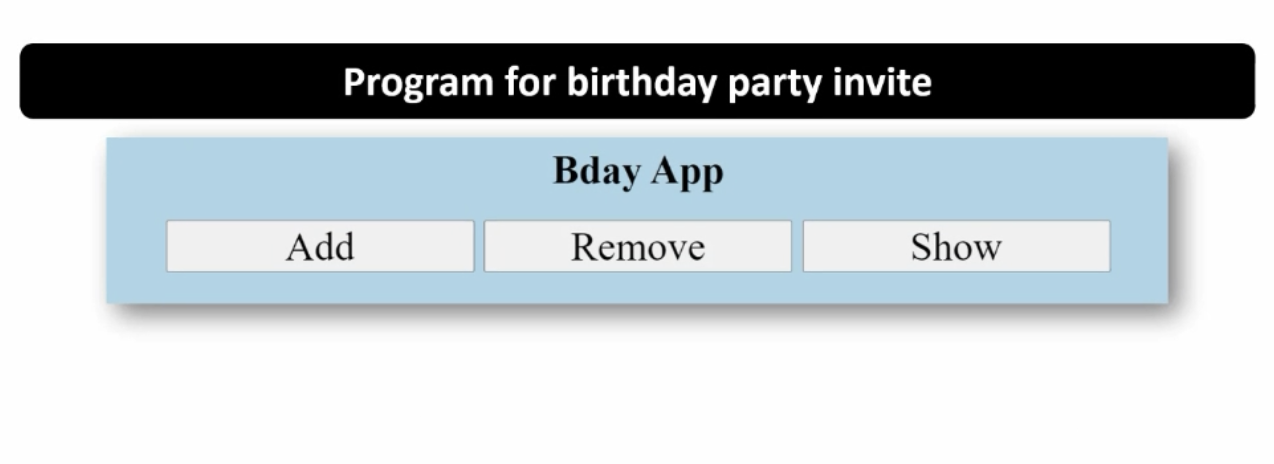 Program for birthday party invite
Bday App
Add Remove Show